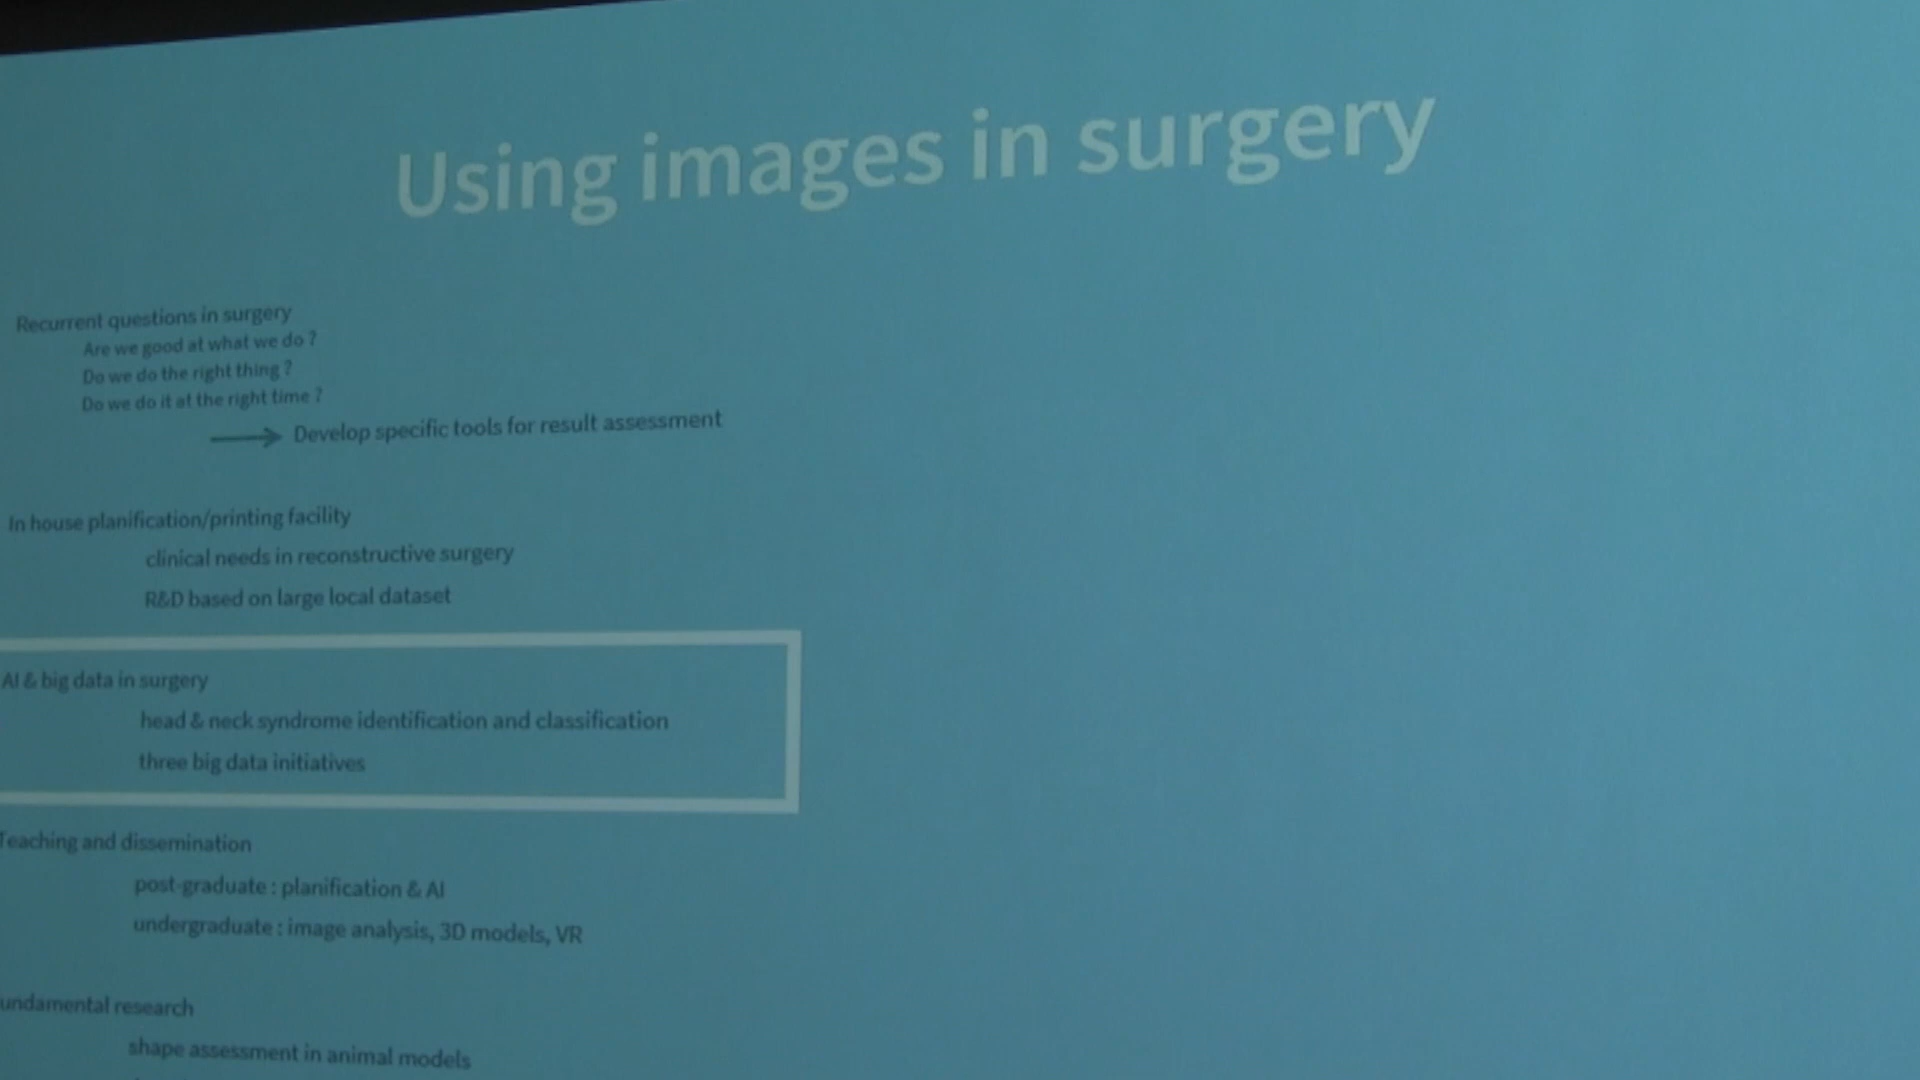 Using images in surgery
Recurrent questions in surgery
Are we good at what we do ?
Do we do the right thing ?
Do we do it at the right time ?
Develop specific tools for result assessment
In house planification/printing facility
clinical needs in reconstructive surgery
R&D based on large local dataset
AI & big data in surgery
head & neck syndrome identification and classification
three big data initiatives
Teaching and dissemination
post-graduate : planification & AI
undergraduate : image analysis, 3D models, VR
undamental research
shape assessment in animal models